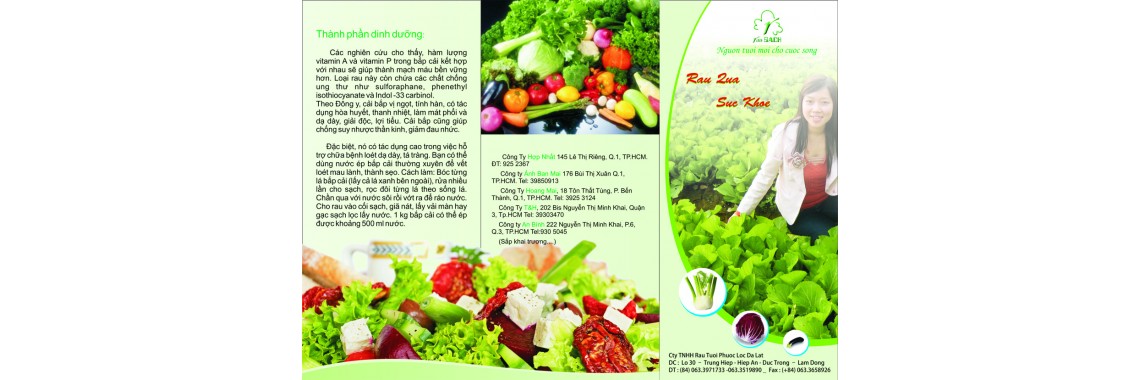 Thành phần dinh dưỡng:
Các nghiên cứu cho thấy, hàm lượng
vitamin A và vitamin P trong bắp cải kết hợp
với nhau sẽ giúp thành mạch máu bền vững
hơn. Loại rau này còn chứa các chất chống
ung thư như sulforaphane, phenethyl
isothiocyanate và Indol -33 carbinol.
Theo Đông y, cải bắp vị ngọt, tính hàn, có tác
dụng hòa huyết, thanh nhiệt, làm mát phổi và
dạ dày, giải độc, lợi tiểu. Cải bắp cũng giúp
chống suy nhược thần kinh, giảm đau nhức.
Đặc biệt, nó có tác dụng cao trong việc hỗ
trợ chữa bệnh loét dạ dày, tá tràng. Bạn có thể
dùng nước ép bắp cải thường xuyên để vết
loét mau lành, thành sẹo. Cách làm: Bóc từng
lá bắp cải (lấy cả lá xanh bên ngoài), rửa nhiều
lần cho sạch, rọc đôi từng lá theo sống lá.
Chần qua với nước sôi rồi vớt ra để ráo nước.
Cho rau vào cối sạch, giã nát, lấy vải màn hay
gạc sạch lọc lấy nước. 1 kg bắp cải có thể ép
được khoảng 500 ml nước.
Công Ty Hợp Nhất 145 Lê Thị Riêng, Q.1, TP.HCM.
ĐT: 925 2367
Công ty Ánh Ban Mai 176 Bùi Thị Xuân Q.1,
TP.HCM. Tel: 39850913
Công Ty Hoang Mai, 18 Tôn Thất Tùng, P. Bến
Thành, Q.1, TP.HCM. Tel: 3925 3124
Công Ty T&H, 202 Bis Nguyễn Thị Minh Khai, Quận
3, Tp.HCM Tel: 39303470
Công ty An Bình 222 Nguyễn Thị Minh Khai, P.6,
Q.3, TP.HCM Tel:930 5045
(Sắp khai trương,,,.)
SẠCH
Nguon tuoi moi cho cuoc song
Rau Qua
Suc Khoe
Cty TNHH Rau Tuoi Phuoc Loc Da Lat
DC : Lo 30 – Trung Hiep - Hiep An - Duc Trong – Lam Dong
DT : (84) 063.3971733 -063.3519890 _ Fax : (+84) 063.3658926